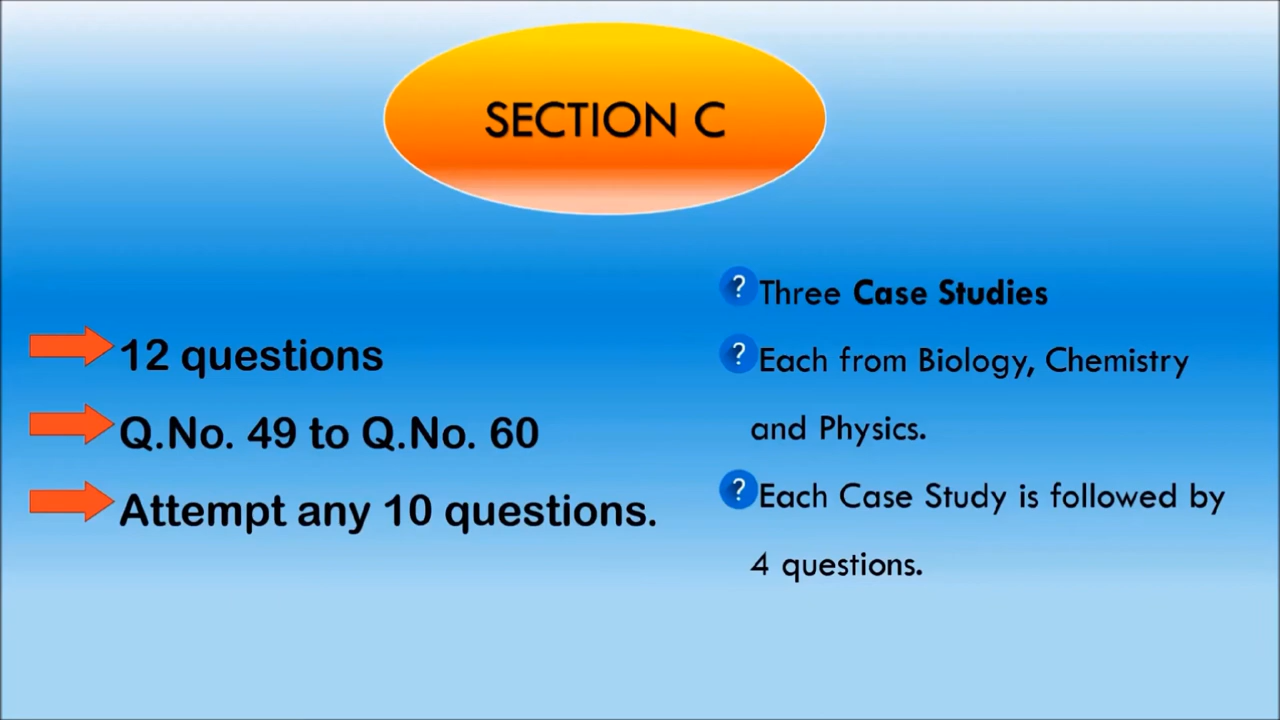 SECTION C
12 questions
Q.No. 49 to Q.No. 60
Attempt any 10 questions.
? Three Case Studies
? Each from Biology, Chemistry
and Physics.
? Each Case Study is followed by
4 questions.